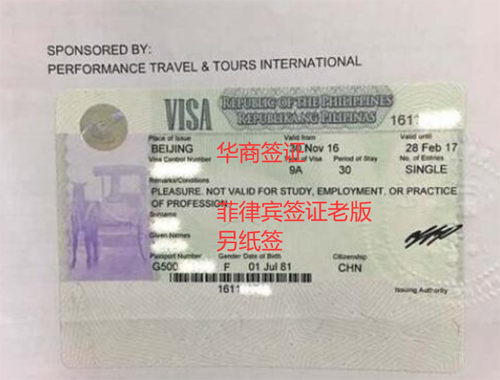 SPONSORED BY:
PERFORMANCE TRAVEL & TOURS INTERNATIONAL
VISA
REPUBLIC OF THE PHILIPPINES
REPUBLIKA NG PILIPINAS
1611
Place of Issue Valid from Valid until
BEIJING 华商签证 Nov 16 28 Feb 17
Visa Control Number of Visa Period of Stay No. of Entries
9A 30 SINGLE
Remarks/Conditions
PLEASURE. NOT VALID FOR STUDY, EMPLOYMENT, OR PRACTICE
OF PROFESSION
Surname
菲律宾签证老版
Given Names
另纸签
Passport Number Gender Date of Birth Citizenship
G500 F 01 Jul 81 CHN
1611
Issuing Authority